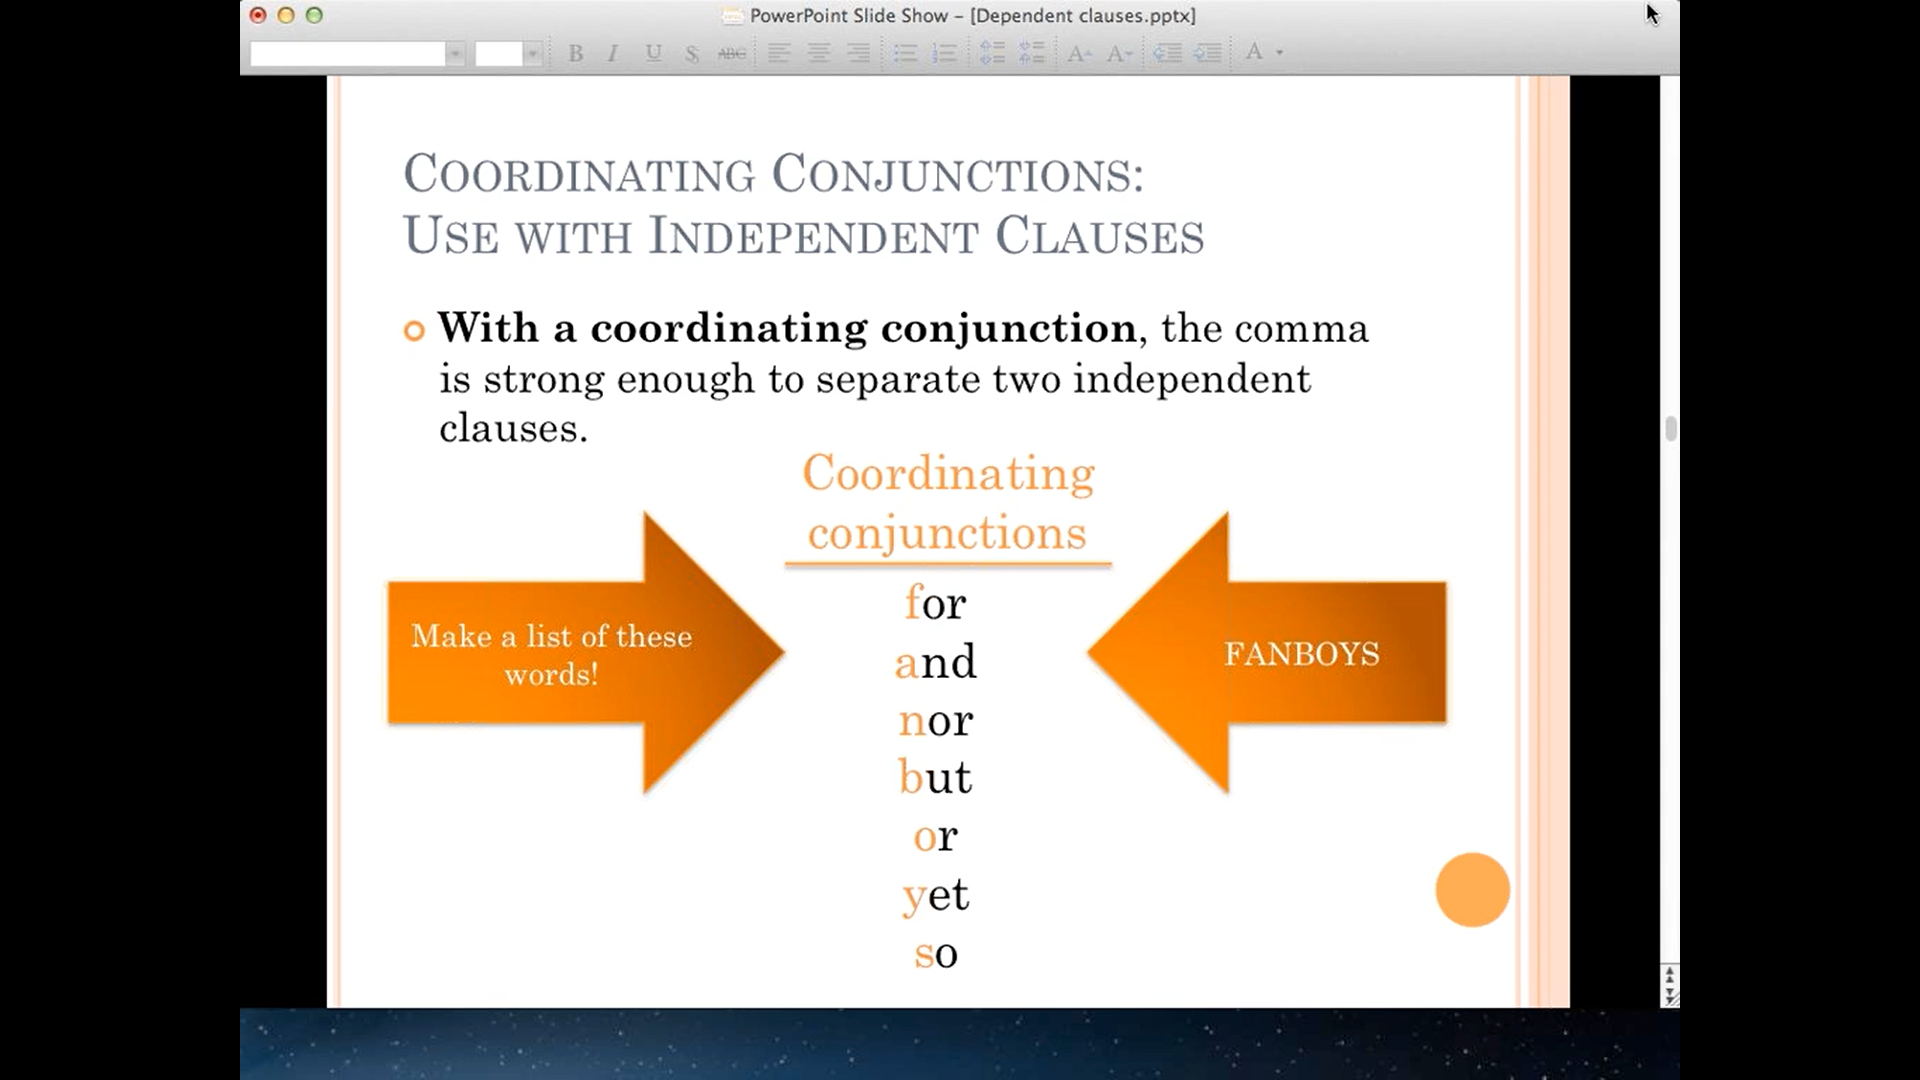 PowerPoint Slide Show – [Dependent clauses.pptx]
B I U S ABC A A A
COORDINATING CONJUNCTIONS:
USE WITH INDEPENDENT CLAUSES
With a coordinating conjunction, the comma
is strong enough to separate two independent
clauses.
Coordinating
conjunctions
Make a list of these
words!
for
and
nor
but
or
yet
so
FANBOYS